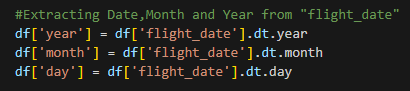 #Extracting Date,Month and Year from "flight_date"
df['year'] = df['flight_date'].dt.year
df['month'] = df['flight_date'].dt.month
df['day'] = df['flight_date'].dt.day